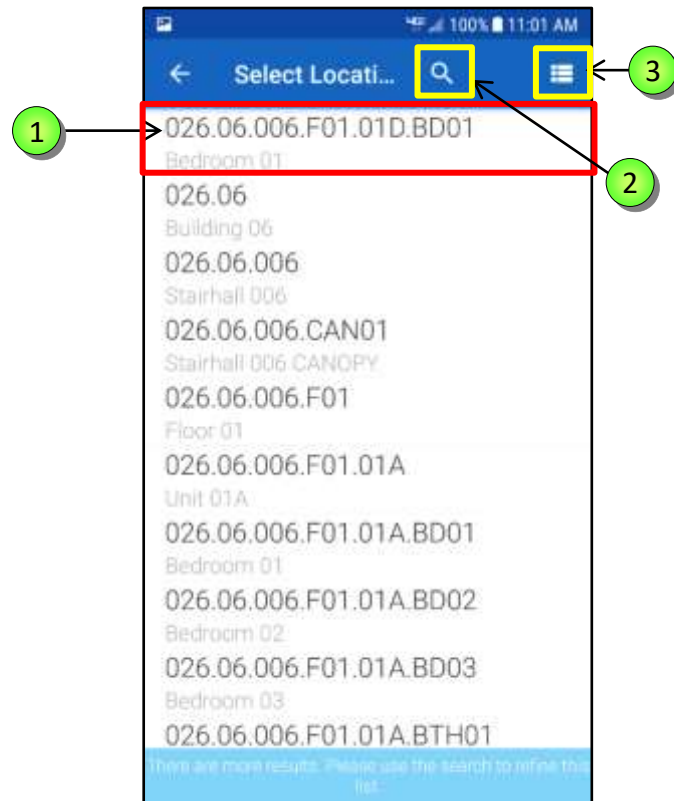 100% 11:01 AM
Select Locati...
3
1
026.06.006.F01.01D.BD01
Bedroom 01
2
026.06
Building 06
026.06.006
Stairhall 006
026.06.006.CAN01
Stairhall 006 CANOPY
026.06.006.F01
Floor 01
026.06.006.F01.01A
Unit 01A
026.06.006.F01.01A.BD01
Bedroom 01
026.06.006.F01.01A.BD02
Bedroom 02
026.06.006.F01.01A.BD03
Bedroom 03
026.06.006.F01.01A.BTH01
There are more results. Please use the search to refine this
list.